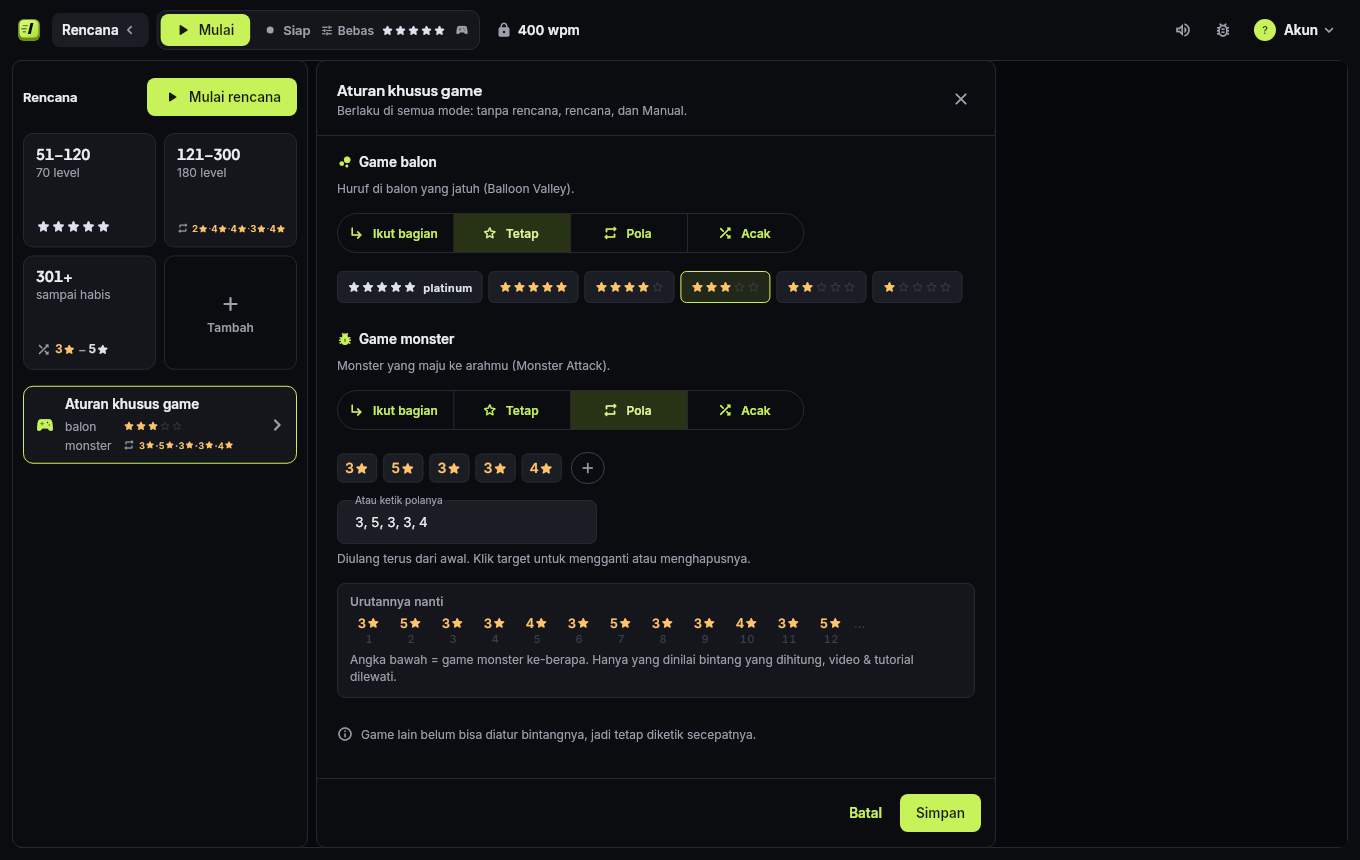 Rencana
Mulai
Siap
Bebas
400 wpm
?
Akun
Rencana
Mulai rencana
51–120
70 level
121–300
180 level
2★·4★·4★·3★·4★
301+
sampai habis
3★ – 5★
Tambah
Aturan khusus game
balon
monster 3★·5★·3★·3★·4★
Aturan khusus game
Berlaku di semua mode: tanpa rencana, rencana, dan Manual.
Game balon
Huruf di balon yang jatuh (Balloon Valley).
Ikut bagian Tetap Pola Acak
platinum
Game monster
Monster yang maju ke arahmu (Monster Attack).
Ikut bagian Tetap Pola Acak
3★ 5★ 3★ 3★ 4★
Atau ketik polanya
3, 5, 3, 3, 4
Diulang terus dari awal. Klik target untuk mengganti atau menghapusnya.
Urutannya nanti
3★ 5★ 3★ 3★ 4★ 3★ 5★ 3★ 3★ 4★ 3★ 5★ ...
1 2 3 4 5 6 7 8 9 10 11 12
Angka bawah = game monster ke-berapa. Hanya yang dinilai bintang yang dihitung, video & tutorial
dilewati.
Game lain belum bisa diatur bintangnya, jadi tetap diketik secepatnya.
Batal
Simpan